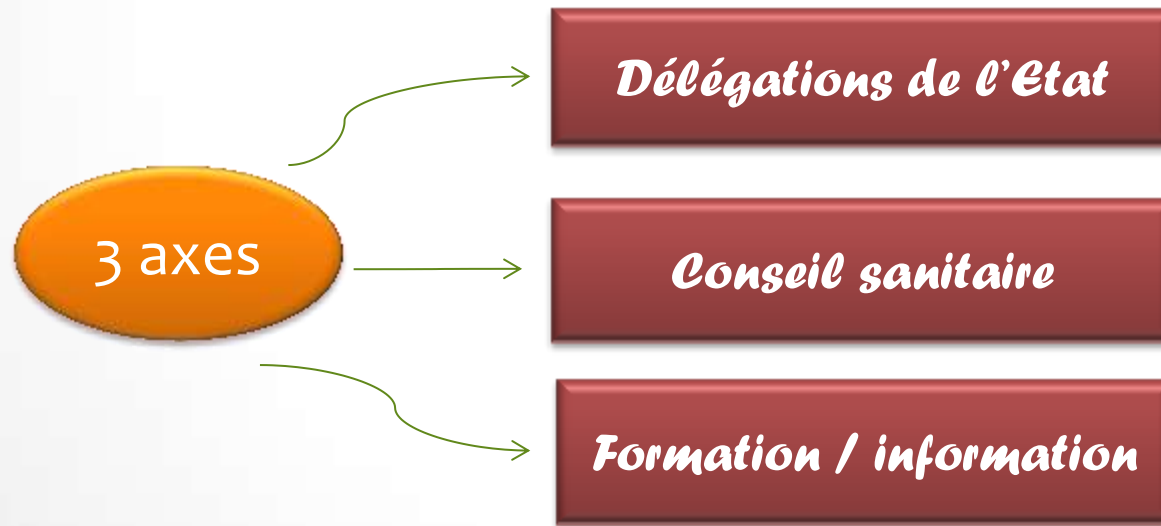 Délégations de l’Etat
3 axes
Conseil sanitaire
Formation / information